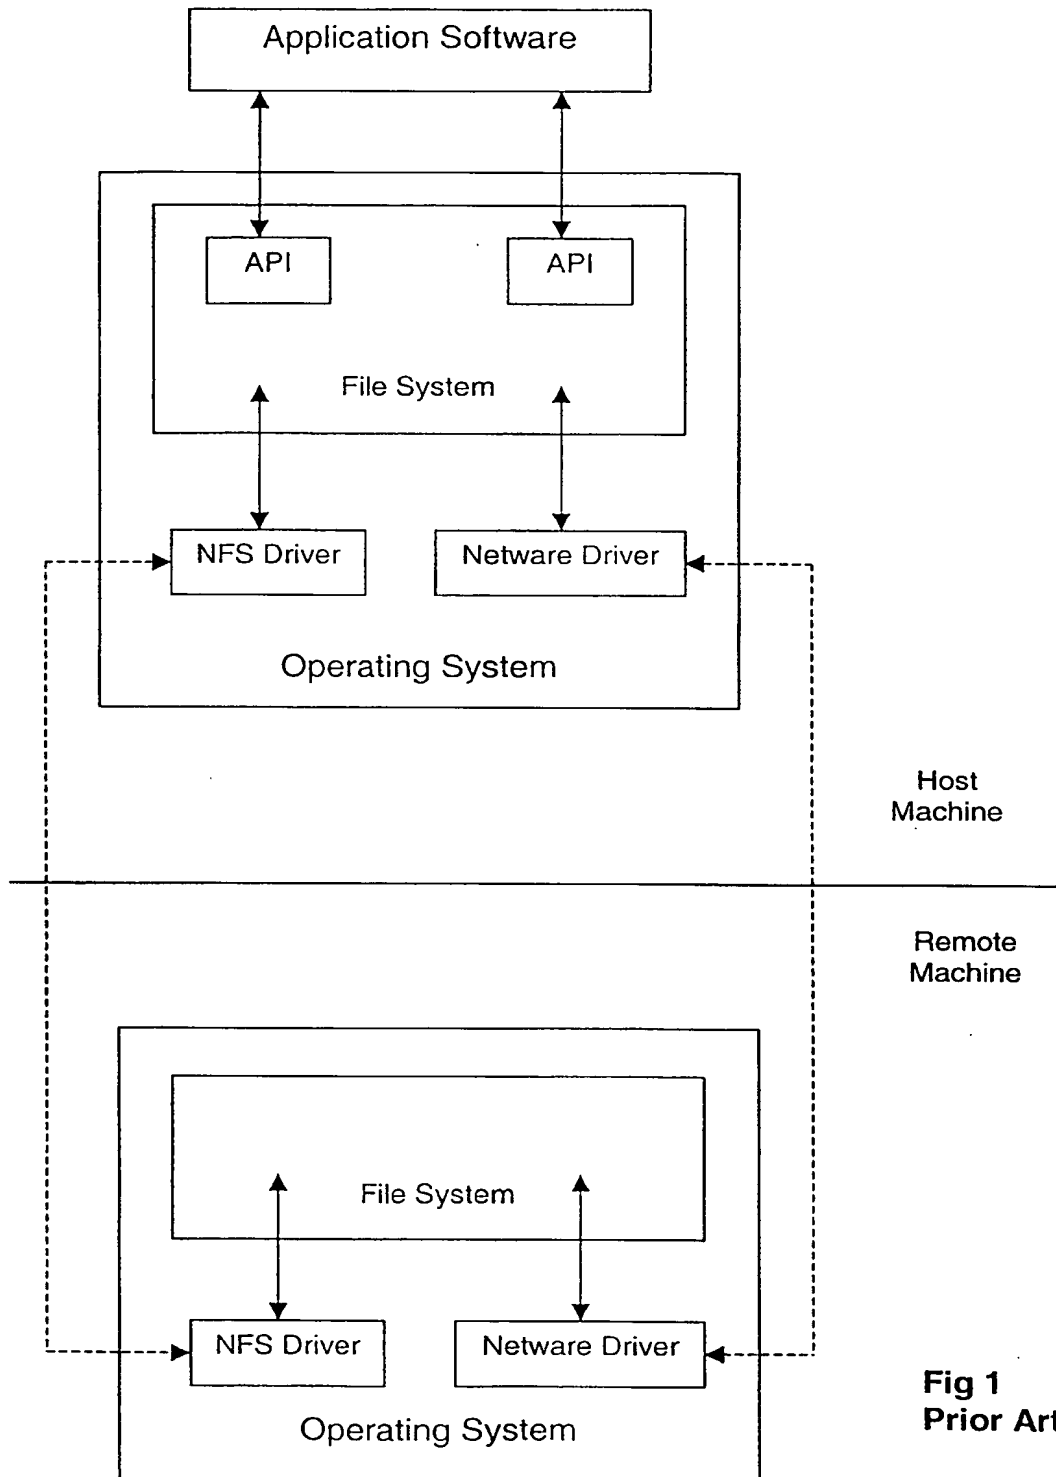 Application Software
API API
File System
NFS Driver Netware Driver
Operating System
Host
Machine
Remote
Machine
File System
NFS Driver Netware Driver
Operating System
Fig 1
Prior Art